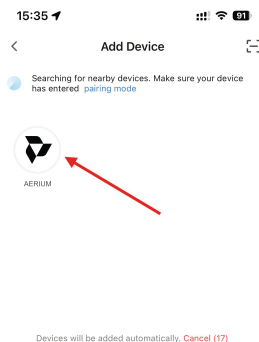 15:35
91
Add Device
Searching for nearby devices. Make sure your device
has entered pairing mode
AERIUM
Devices will be added automatically. Cancel (17)